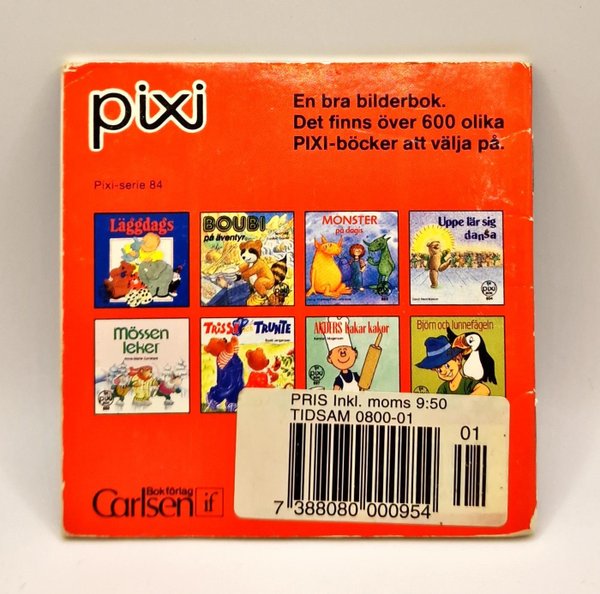 pixi
En bra bilderbok.
Det finns över 600 olika
PIXI-böcker att välja på.
Pixi-serie 84
Läggdags
BOUBI
på äventyr
MONSTER
på dagis
Uppe lär sig
dansa
Mössen
leker
TRISSE
TRUNTE
ANDERS kakar kakor
Björn och lunnefågeln
PRIS Inkl. moms 9:50
TIDSAM 0800-01
01
7 388080 000954
Bokförlag
Carlsen if